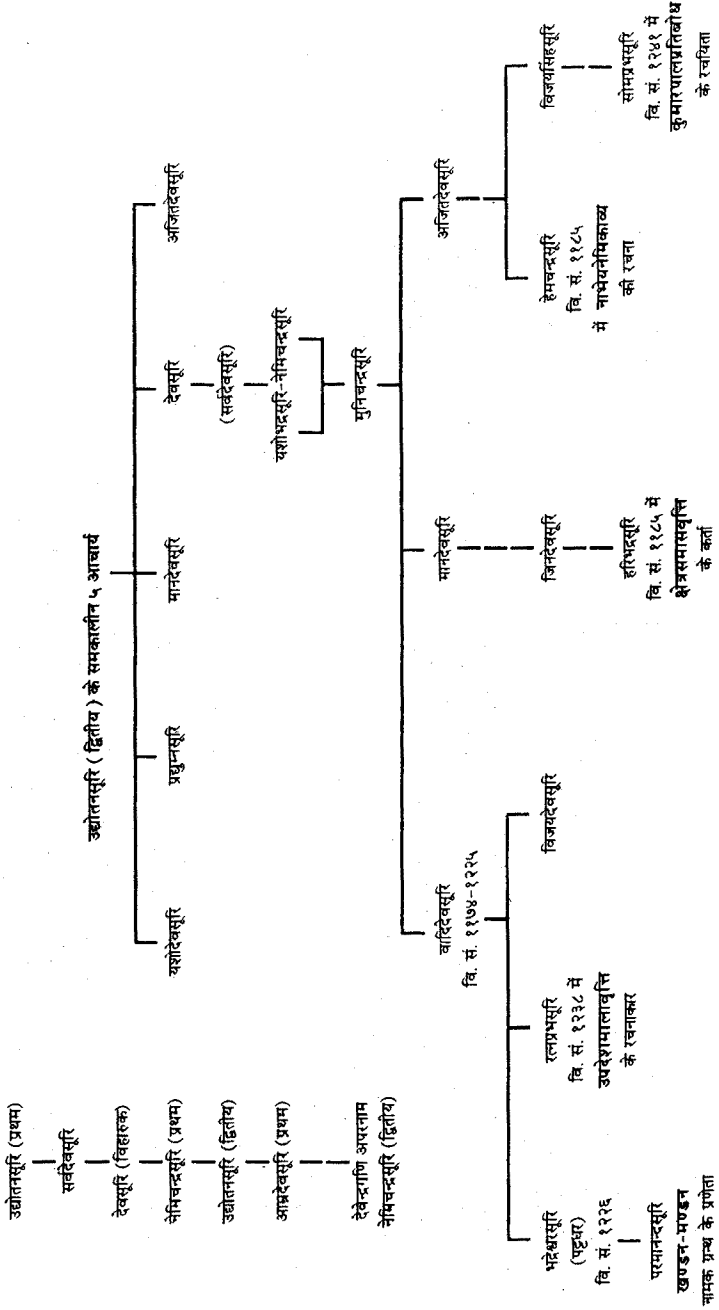 उद्योतनसूरि (प्रथम)
सर्वदेवसूरि
देवसूरि (विहारुक)
नेमिचन्द्रसूरि (प्रथम)
उद्योतनसूरि (द्वितीय)
आम्रदेवसूरि (प्रथम)
देवेन्द्रगणि अपरनाम
नेमिचन्द्रसूरि (द्वितीय)
उद्योतनसूरि (द्वितीय) के समकालीन ५ आचार्य
यशोदेवसूरि
प्रद्युम्नसूरि
मानदेवसूरि
देवसूरि
अजितदेवसूरि
(सर्वदेवसूरि)
यशोभद्रसूरि-नेमिचन्द्रसूरि
मुनिचन्द्रसूरि
वादिदेवसूरि
वि. सं. ११७४-१२२५
मानदेवसूरि
अजितदेवसूरि
भद्रेश्वरसूरि
(पट्टधर)
वि. सं. १२२६
परमानन्दसूरि
खण्डन-मण्डन
नामक ग्रन्थ के प्रणेता
रत्नप्रभसूरि
वि. सं. १२३८ में
उपदेशमालावृत्ति
के रचनाकार
विजयदेवसूरि
जिनदेवसूरि
हरिभद्रसूरि
वि. सं. ११८५ में
क्षेत्रसमासवृत्ति
के कर्ता
हेमचन्द्रसूरि
वि. सं. ११८५
में नाभेयनेमिकाव्य
की रचना
विजयसिंहसूरि
सोमप्रभसूरि
वि. सं. १२४१ में
कुमारपालप्रतिबोध
के रचयिता